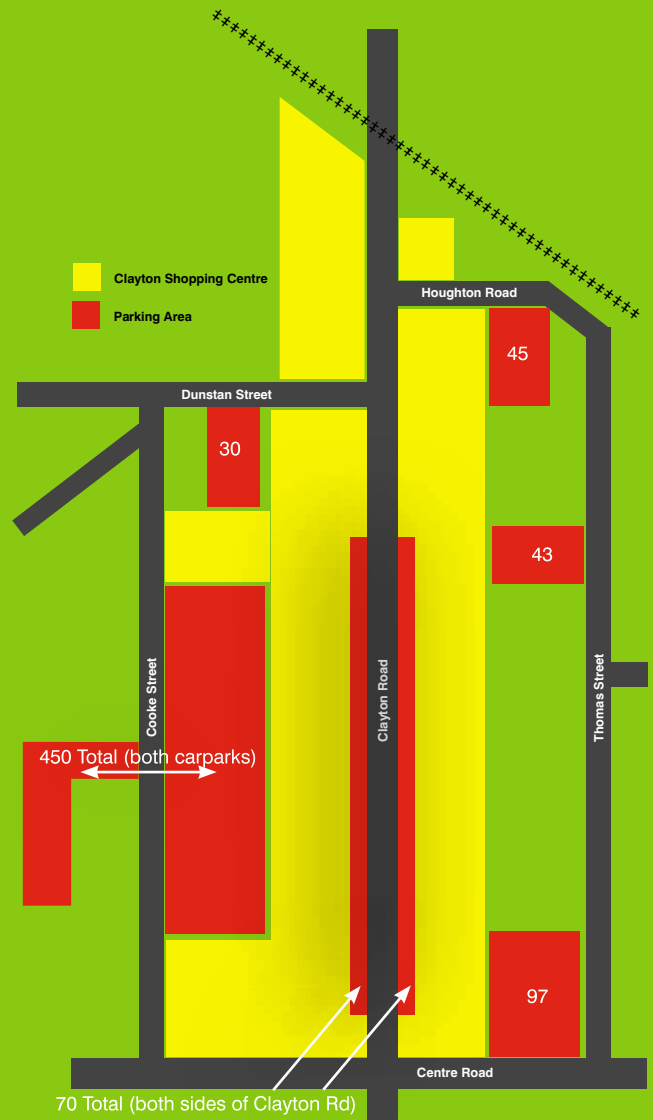 Clayton Shopping Centre
Parking Area
Houghton Road
45
Dunstan Street
30
43
Cooke Street
Clayton Road
Thomas Street
450 Total (both carparks)
97
Centre Road
70 Total (both sides of Clayton Rd)